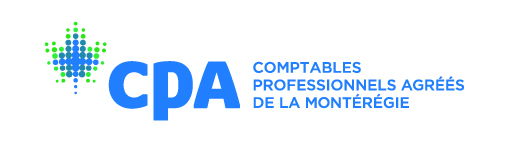 CPA
COMPTABLES
PROFESSIONNELS AGRÉÉS
DE LA MONTÉRÉGIE